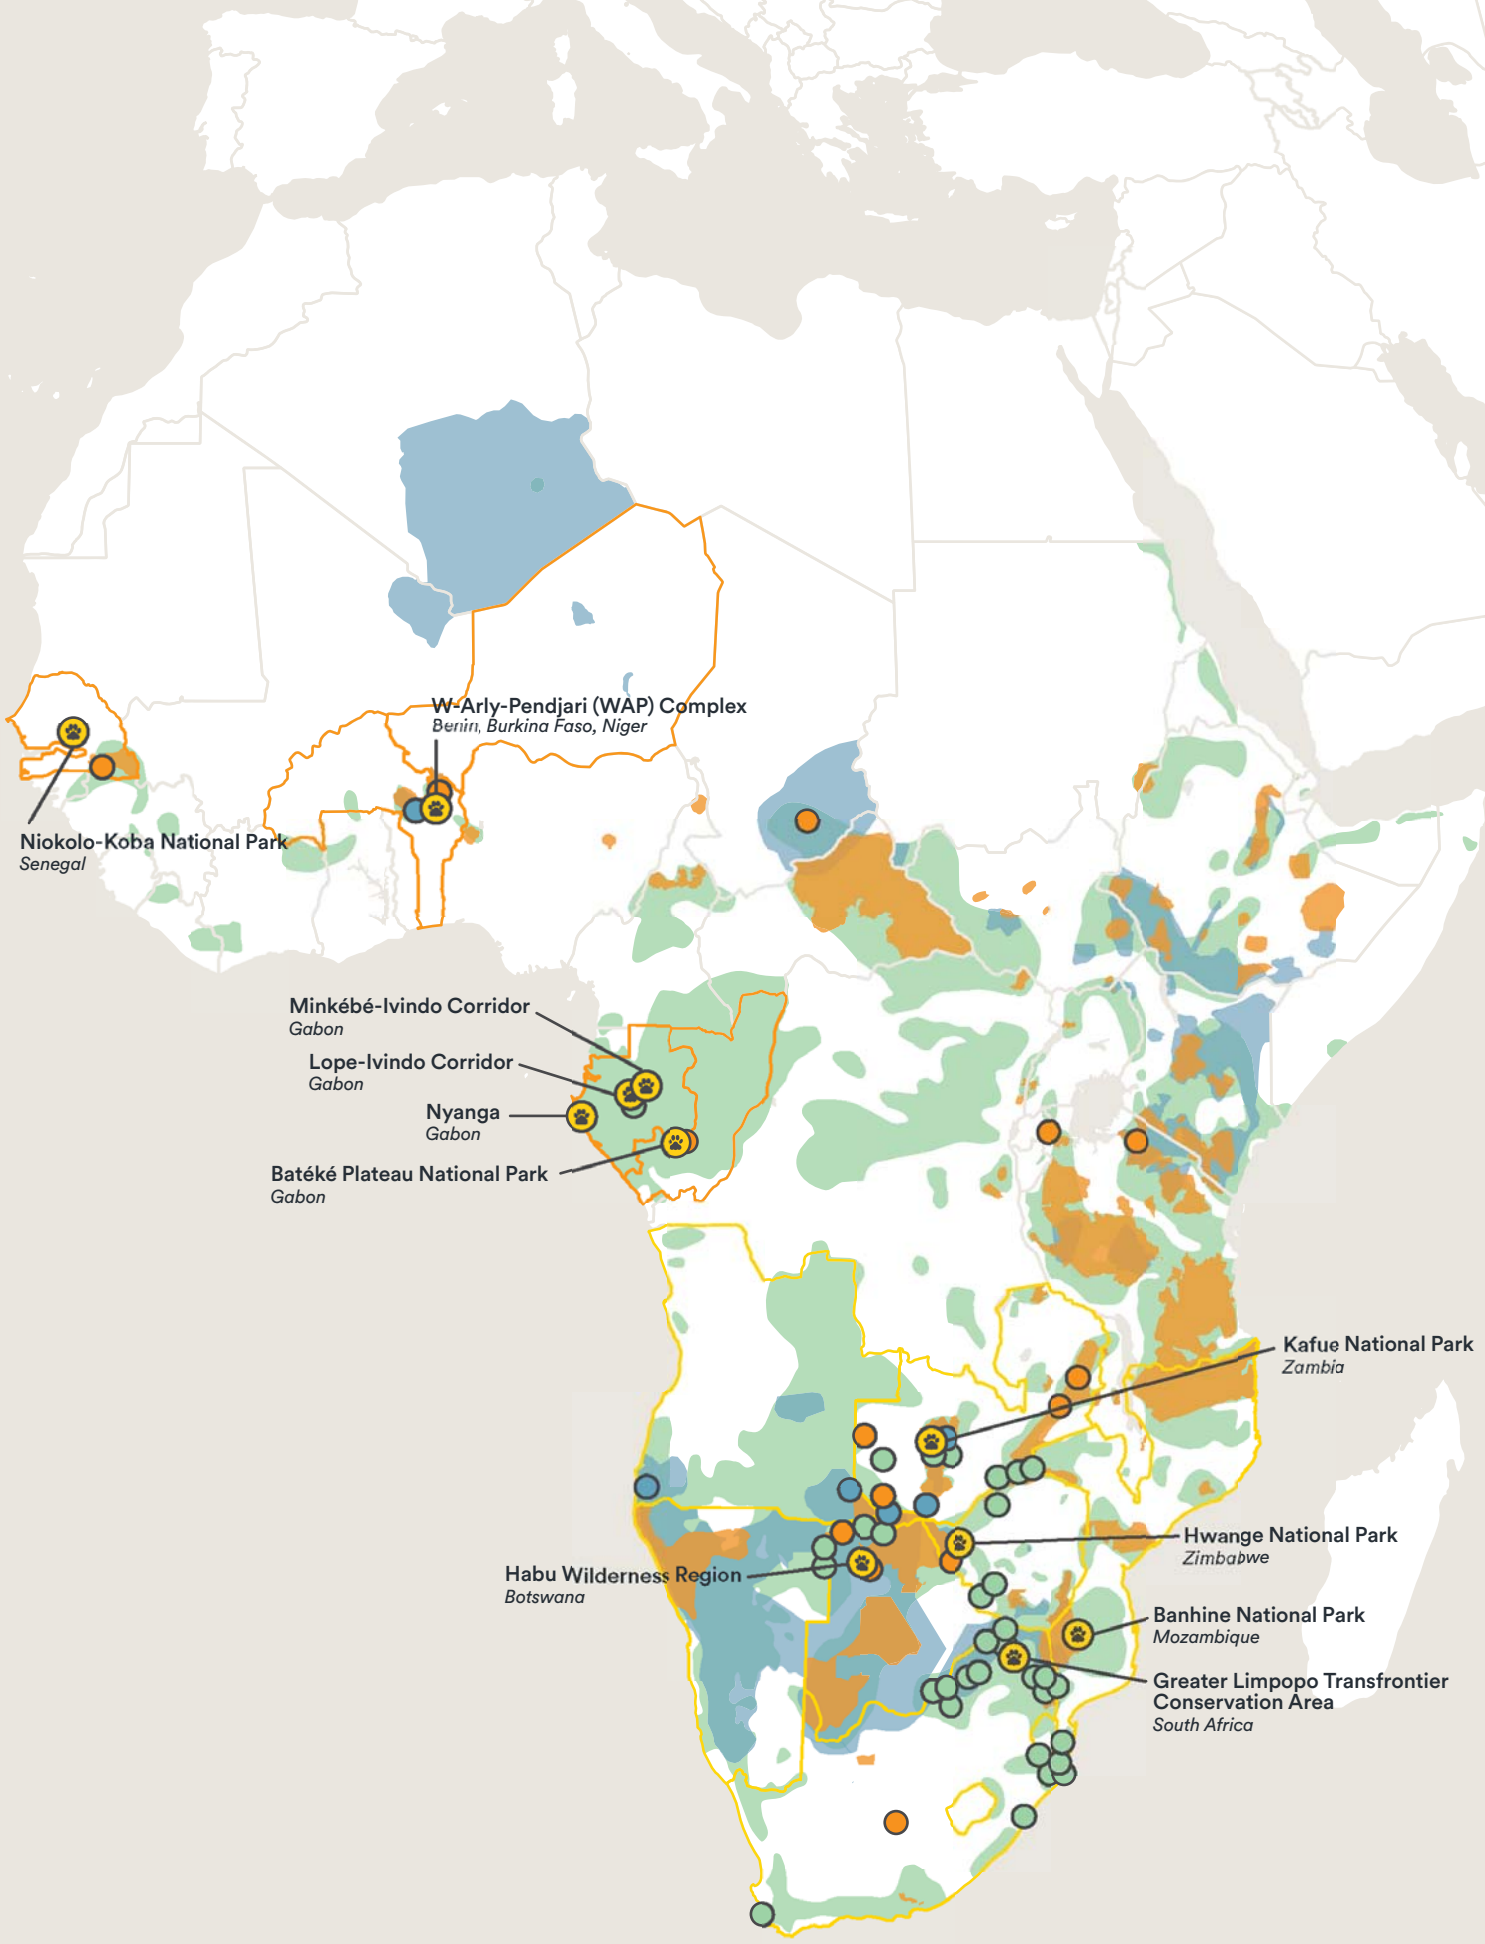 W-Arly-Pendjari (WAP) Complex
Benin, Burkina Faso, Niger
Niokolo-Koba National Park
Senegal
Minkébé-Ivindo Corridor
Gabon
Lope-Ivindo Corridor
Gabon
Nyanga
Gabon
Batéké Plateau National Park
Gabon
Kafue National Park
Zambia
Hwange National Park
Zimbabwe
Habu Wilderness Region
Botswana
Banhine National Park
Mozambique
Greater Limpopo Transfrontier
Conservation Area
South Africa